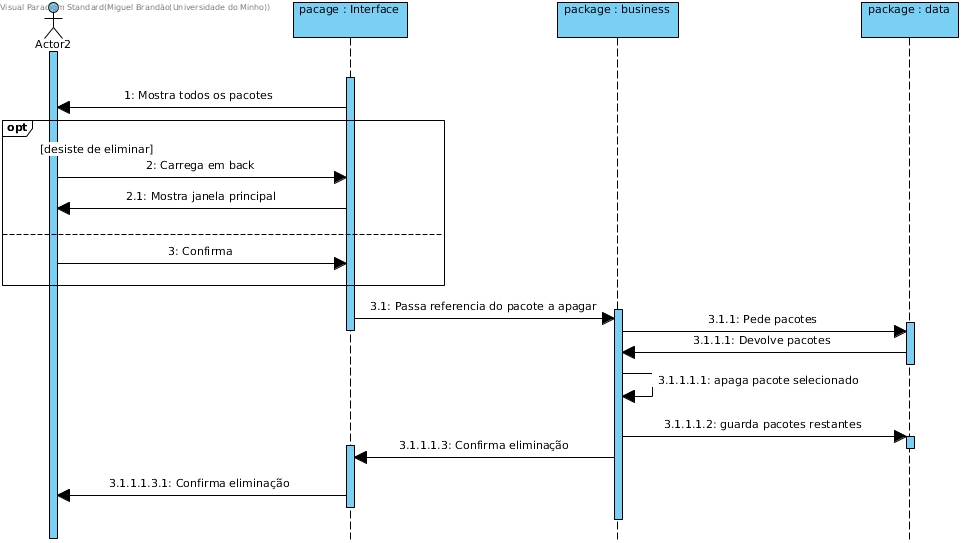 Visual Paradigm Standard(Miguel Brandão(Universidade do Minho))
Actor2
pacage : Interface
package : business
package : data
1: Mostra todos os pacotes
opt
[desiste de eliminar]
2: Carrega em back
2.1: Mostra janela principal
3: Confirma
3.1: Passa referencia do pacote a apagar
3.1.1: Pede pacotes
3.1.1.1: Devolve pacotes
3.1.1.1.1: apaga pacote selecionado
3.1.1.1.2: guarda pacotes restantes
3.1.1.1.3: Confirma eliminação
3.1.1.1.3.1: Confirma eliminação